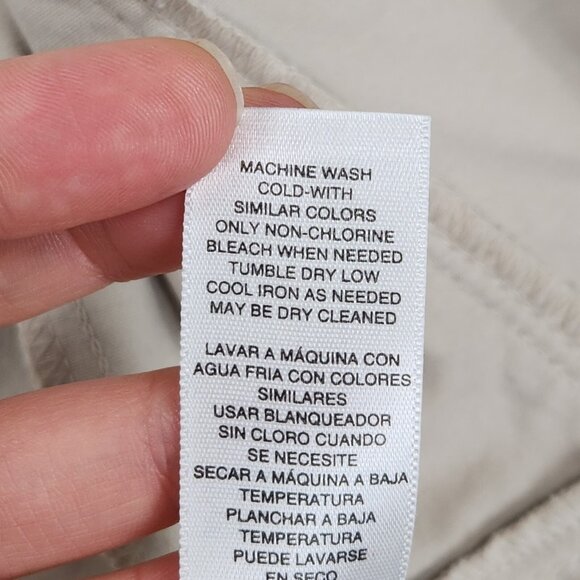 MACHINE WASH
COLD-WITH
SIMILAR COLORS
ONLY NON-CHLORINE
BLEACH WHEN NEEDED
TUMBLE DRY LOW
COOL IRON AS NEEDED
MAY BE DRY CLEANED
LAVAR A MÁQUINA CON
AGUA FRIA CON COLORES
SIMILARES
USAR BLANQUEADOR
SIN CLORO CUANDO
SE NECESITE
SECAR A MÁQUINA A BAJA
TEMPERATURA
PLANCHAR A BAJA
TEMPERATURA
PUEDE LAVARSE
EN SECO